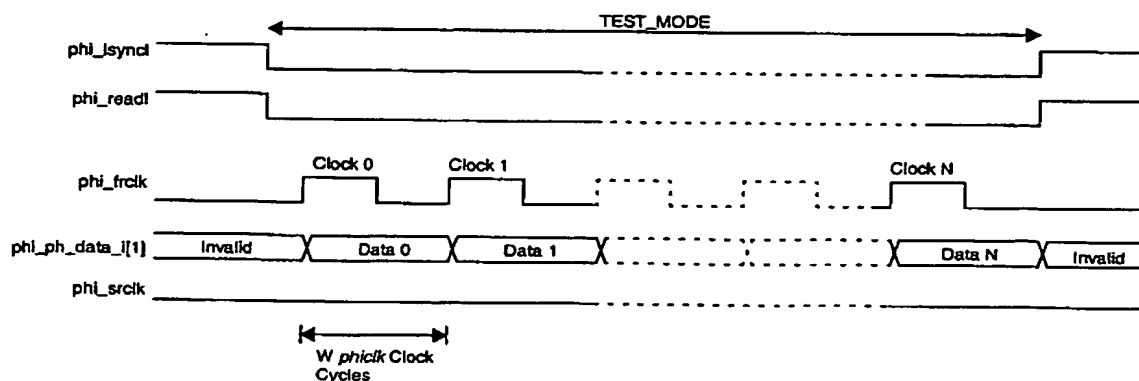 TEST_MODE
phi_lsyncl
phi_readl
Clock 0 Clock 1 Clock N
phi_frclk
phi_ph_data_i[1] Invalid Data 0 Data 1 Data N Invalid
phi_srclk
W phiclk Clock
Cycles